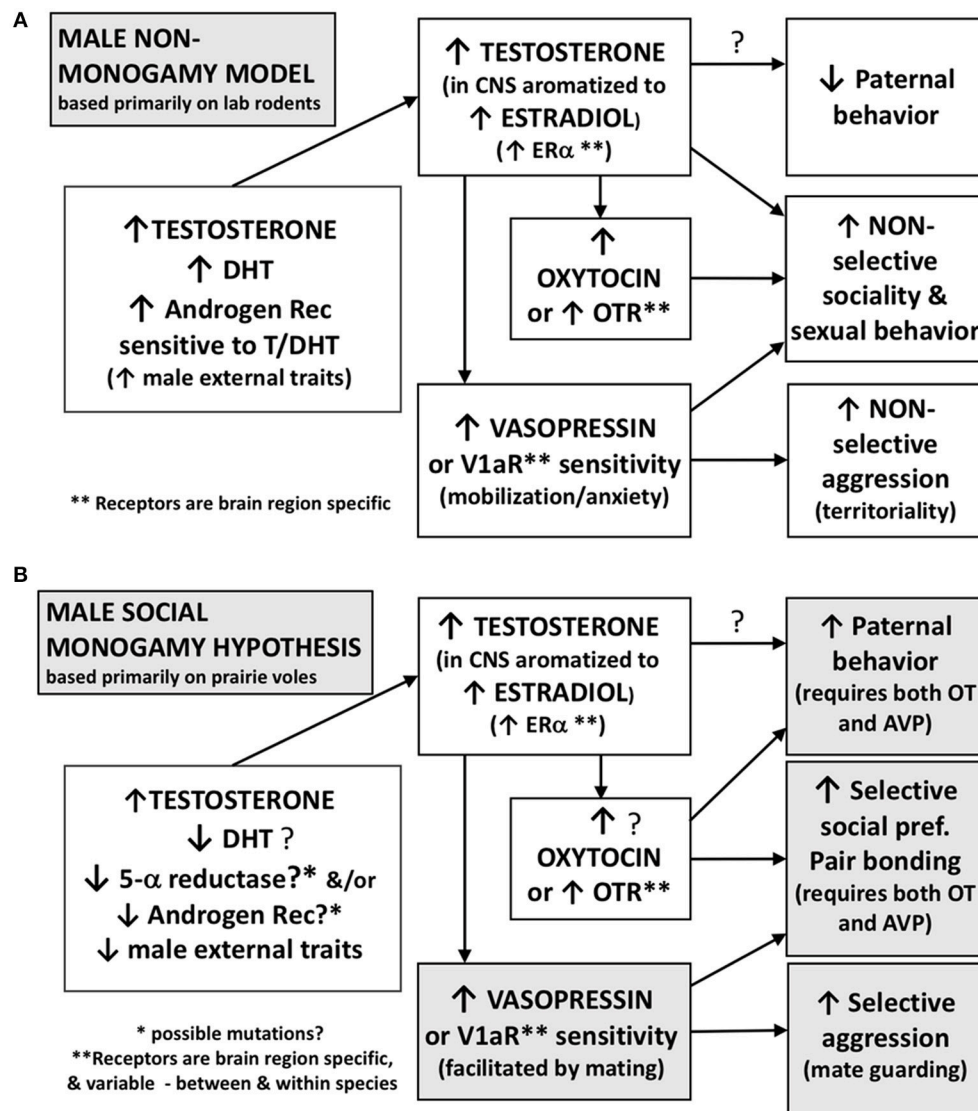 A
MALE NON-
MONOGAMY MODEL
based primarily on lab rodents
↑ TESTOSTERONE
(in CNS aromatized to
↑ ESTRADIOL)
(↑ ERα **)
?
↓ Paternal
behavior
↑TESTOSTERONE
↑ DHT
↑ Androgen Rec
sensitive to T/DHT
(↑ male external traits)
↑
OXYTOCIN
or ↑ OTR**
↑ NON-
selective
sociality &
sexual behavior
↑ VASOPRESSIN
or V1aR** sensitivity
(mobilization/anxiety)
↑ NON-
selective
aggression
(territoriality)
** Receptors are brain region specific
B
MALE SOCIAL
MONOGAMY HYPOTHESIS
based primarily on prairie voles
↑ TESTOSTERONE
(in CNS aromatized to
↑ ESTRADIOL)
(↑ ERα **)
?
↑ Paternal
behavior
(requires both OT
and AVP)
↑TESTOSTERONE
↓ DHT ?
↓ 5-α reductase?* &/or
↓ Androgen Rec?*
↓ male external traits
↑ ?
OXYTOCIN
or ↑ OTR**
↑ Selective
social pref.
Pair bonding
(requires both OT
and AVP)
↑ VASOPRESSIN
or V1aR** sensitivity
(facilitated by mating)
↑ Selective
aggression
(mate guarding)
* possible mutations?
**Receptors are brain region specific,
& variable - between & within species